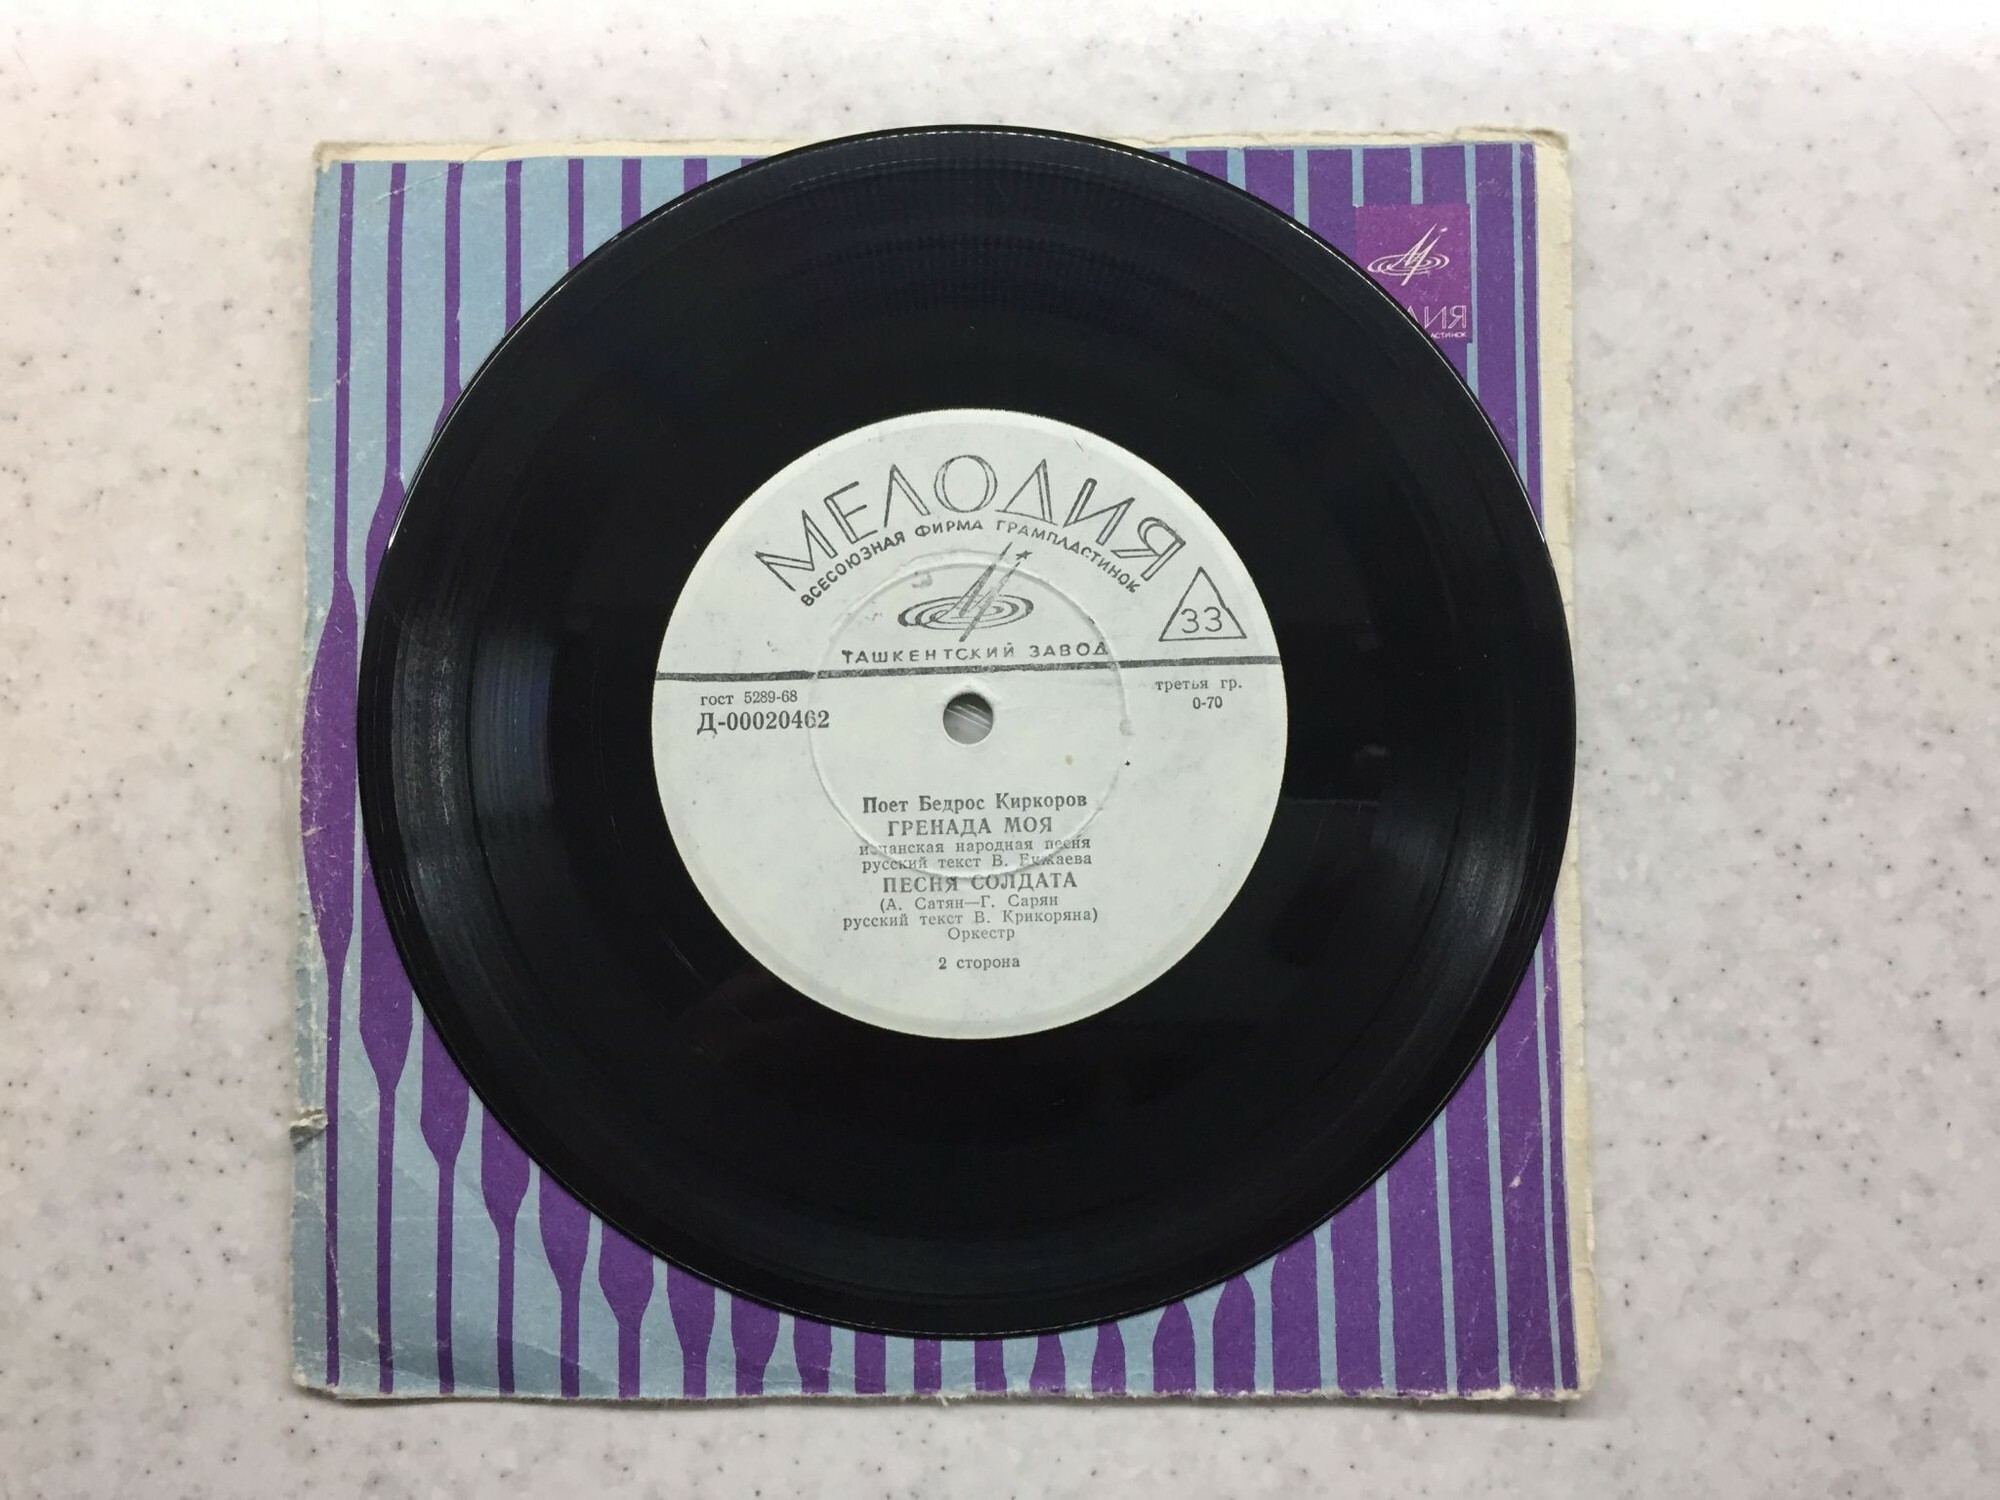 ЛИЯ
МЕЛОДИЯ
ВСЕСОЮЗНАЯ ФИРМА ГРАМПЛАСТИНОК
33
ТАШКЕНТСКИЙ ЗАВОД
гост 5289-68
Д-00020462
третья гр.
0-70
Поет Бедрос Киркоров
ГРЕНАДА МОЯ
испанская народная песня
русский текст В.
ПЕСНЯ СОЛДАТА
(А. Сатян—Г. Сарян
русский текст В. Крикоряна)
Оркестр
2 сторона